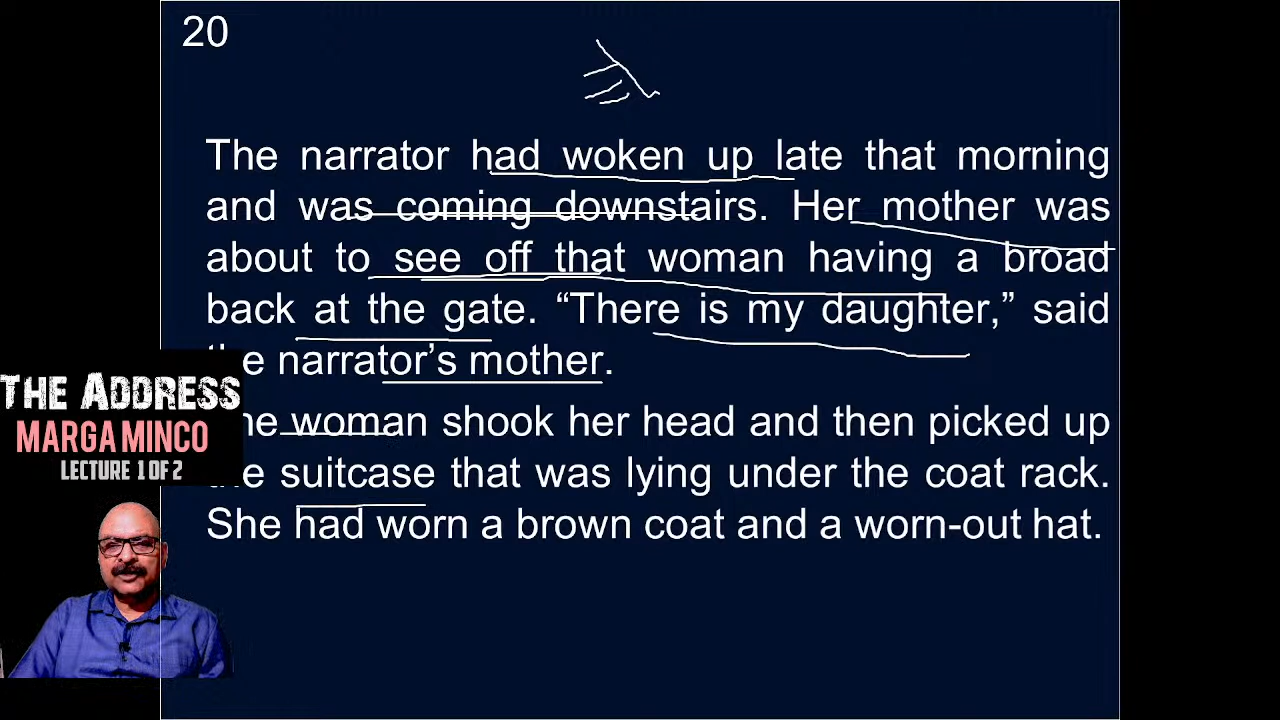 20
The narrator had woken up late that morning
and was coming downstairs. Her mother was
about to see off that woman having a broad
back at the gate. “There is my daughter,” said
the narrator’s mother.
The woman shook her head and then picked up
the suitcase that was lying under the coat rack.
She had worn a brown coat and a worn-out hat.
THE ADDRESS
MARGA MINCO
LECTURE 1 OF 2